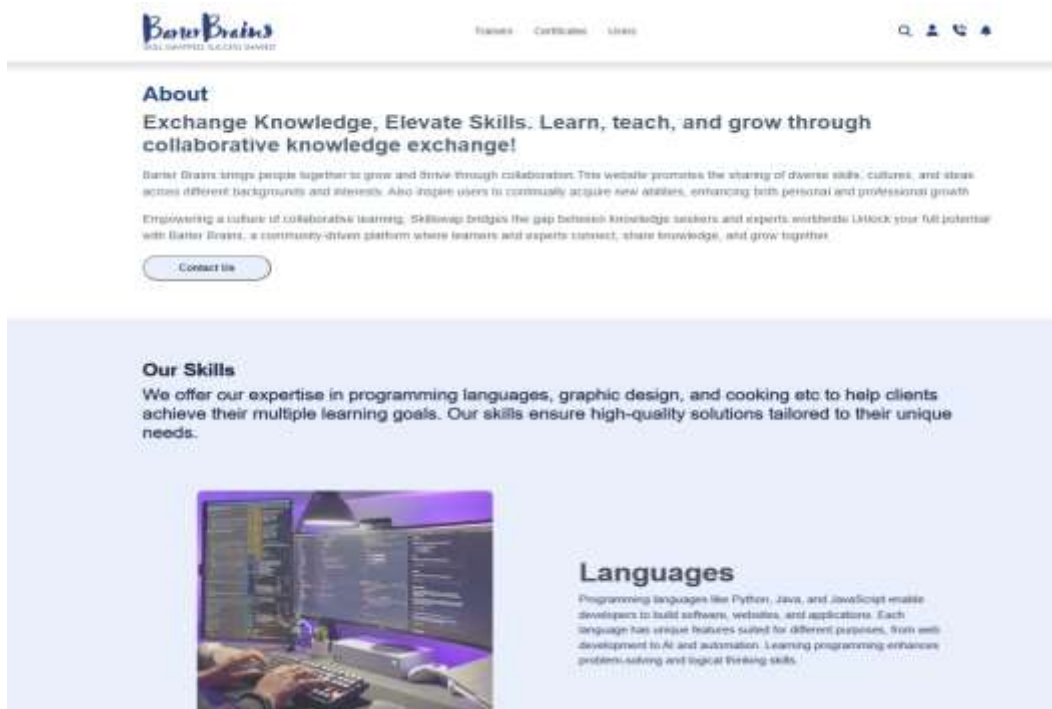 Barter Brains
SKILL SWAPPED, SUCCESS SHARED
Trainers Certificates Users
About
Exchange Knowledge, Elevate Skills. Learn, teach, and grow through
collaborative knowledge exchange!
Barter Brains brings people together to grow and thrive through collaboration.This website promotes the sharing of diverse skills, cultures, and ideas
across different backgrounds and interests. Also inspire users to continually acquire new abilities, enhancing both personal and professional growth
Empowering a culture of collaborative learning. Skillswap bridges the gap between knowledge seekers and experts worldwide Unlock your full potential
with Barter Brains, a community-driven platform where learners and experts connect, share knowledge, and grow together
Contact Us
Our Skills
We offer our expertise in programming languages, graphic design, and cooking etc to help clients
achieve their multiple learning goals. Our skills ensure high-quality solutions tailored to their unique
needs.
Languages
Programming languages like Python, Java, and JavaScript enable
developers to build software, websites, and applications. Each
language has unique features suited for different purposes, from web
development to AI and automation. Learning programming enhances
problem-solving and logical thinking skills.